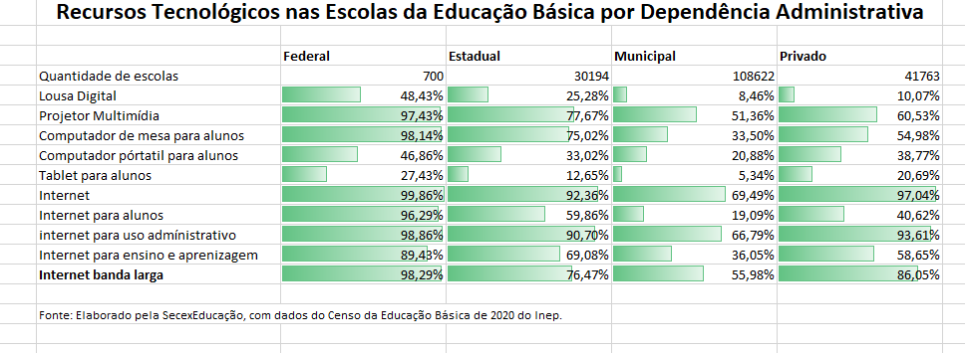 Recursos Tecnológicos nas Escolas da Educação Básica por Dependência Administrativa
Federal Estadual Municipal Privado
Quantidade de escolas 700 30194 108622 41763
Lousa Digital 48,43% 25,28% 8,46% 10,07%
Projetor Multimídia 97,43% 77,67% 51,36% 60,53%
Computador de mesa para alunos 98,14% 75,02% 33,50% 54,98%
Computador pórtatil para alunos 46,86% 33,02% 20,88% 38,77%
Tablet para alunos 27,43% 12,65% 5,34% 20,69%
Internet 99,86% 92,36% 69,49% 97,04%
Internet para alunos 96,29% 59,86% 19,09% 40,62%
internet para uso admínistrativo 98,86% 90,70% 66,79% 93,61%
Internet para ensino e aprenizagem 89,43% 69,08% 36,05% 58,65%
Internet banda larga 98,29% 76,47% 55,98% 86,05%
Fonte: Elaborado pela SecexEducação, com dados do Censo da Educação Básica de 2020 do Inep.